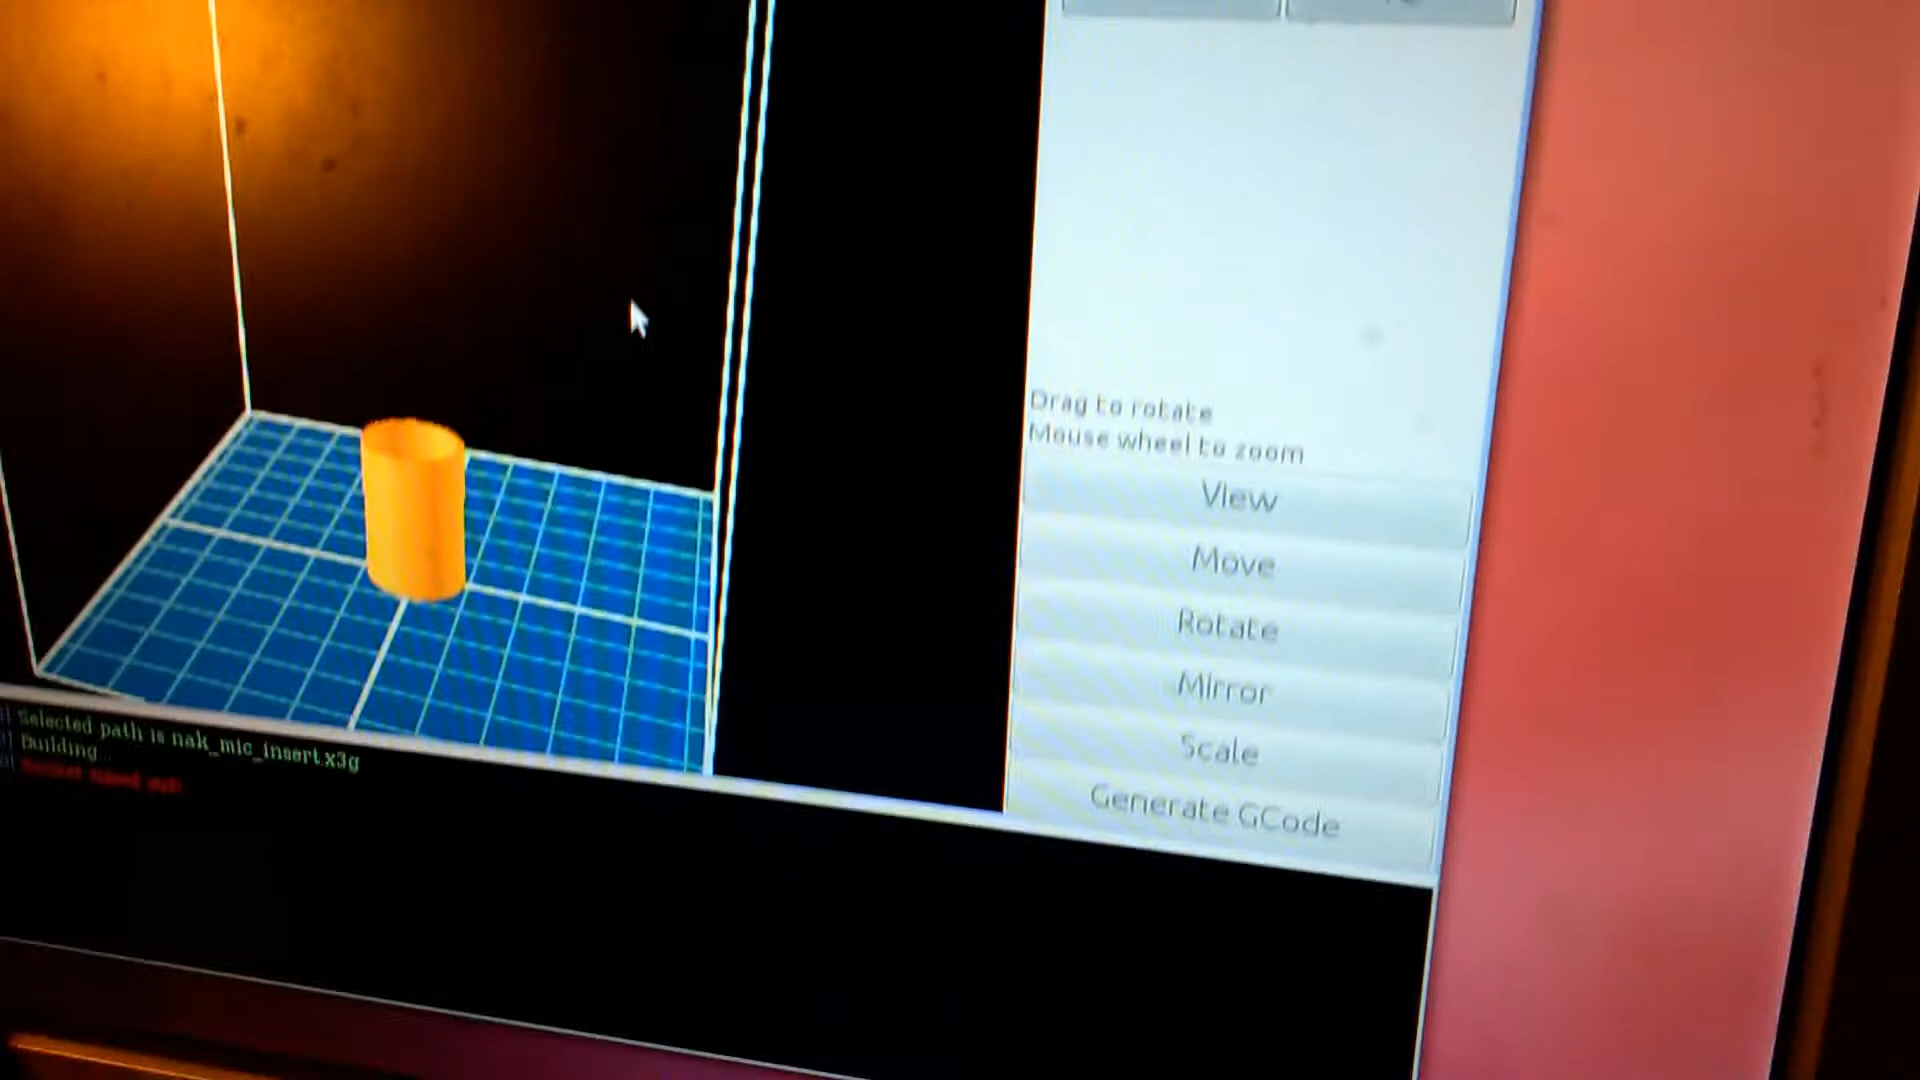 Drag to rotate
Mouse wheel to zoom
View
Move
Rotate
Mirror
Scale
Generate GCode
Selected path is nak_mic_insert.x3g
Building...